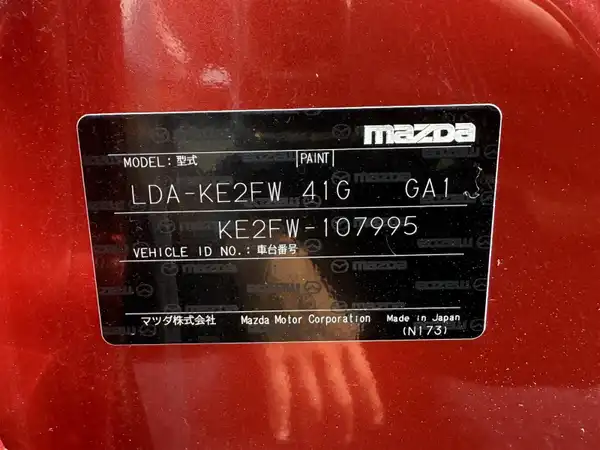 mazda
MODEL: 型式 PAINT
LDA-KE2FW 41G GA1
KE2FW-107995
VEHICLE ID NO.: 車台番号
マツダ株式会社 Mazda Motor Corporation Made in Japan
(N173)